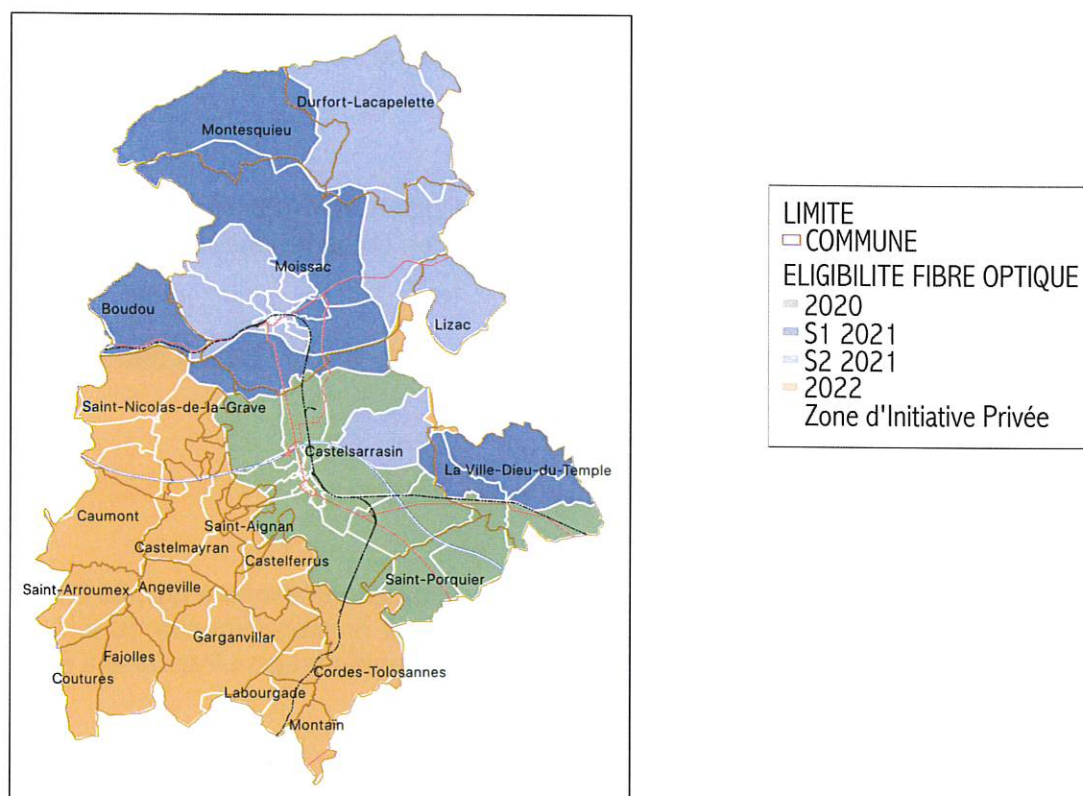 Durfort-Lacapelette
Montesquieu
Moissac
Boudou
Lizac
Saint-Nicolas-de-la-Grave
Castelsarrasin
La Ville-Dieu-du-Temple
Caumont
Saint-Aignan
Castelmayran
Castelferrus
Saint-Porquier
Saint-Arroumex
Angeville
Garganvillar
Fajolles
Coutures
Cordes-Tolosannes
Labourgade
Montaïn
LIMITE
COMMUNE
ELIGIBILITE FIBRE OPTIQUE
2020
S1 2021
S2 2021
2022
Zone d'Initiative Privée